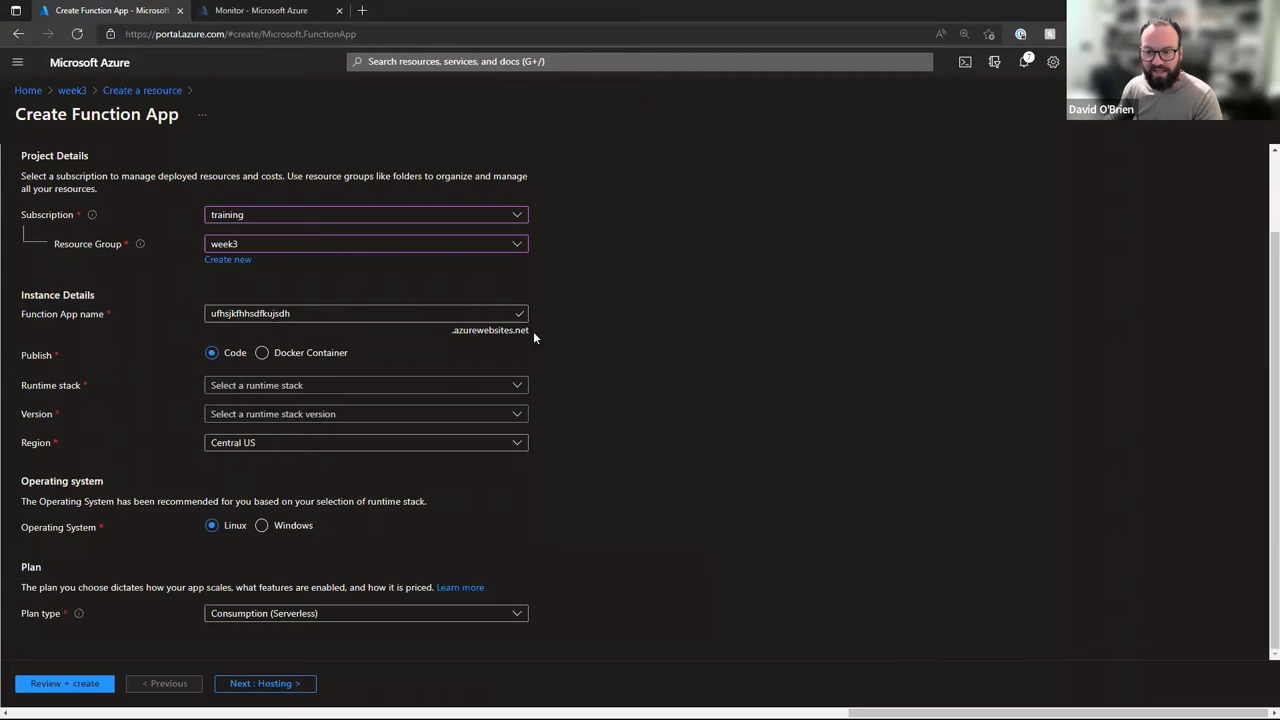 Create Function App - Microsoft
Monitor - Microsoft Azure
https://portal.azure.com/#create/Microsoft.FunctionApp
Microsoft Azure
Search resources, services, and docs (G+/)
7
David O'Brien
Home > week3 > Create a resource >
Create Function App ...
Project Details
Select a subscription to manage deployed resources and costs. Use resource groups like folders to organize and manage
all your resources.
Subscription *
training
Resource Group *
week3
Create new
Instance Details
Function App name *
ufhsjkfhhsdfkujsdh
.azurewebsites.net
Publish *
Code
Docker Container
Runtime stack *
Select a runtime stack
Version *
Select a runtime stack version
Region *
Central US
Operating system
The Operating System has been recommended for you based on your selection of runtime stack.
Operating System *
Linux
Windows
Plan
The plan you choose dictates how your app scales, what features are enabled, and how it is priced. Learn more
Plan type *
Consumption (Serverless)
Review + create
< Previous
Next : Hosting >